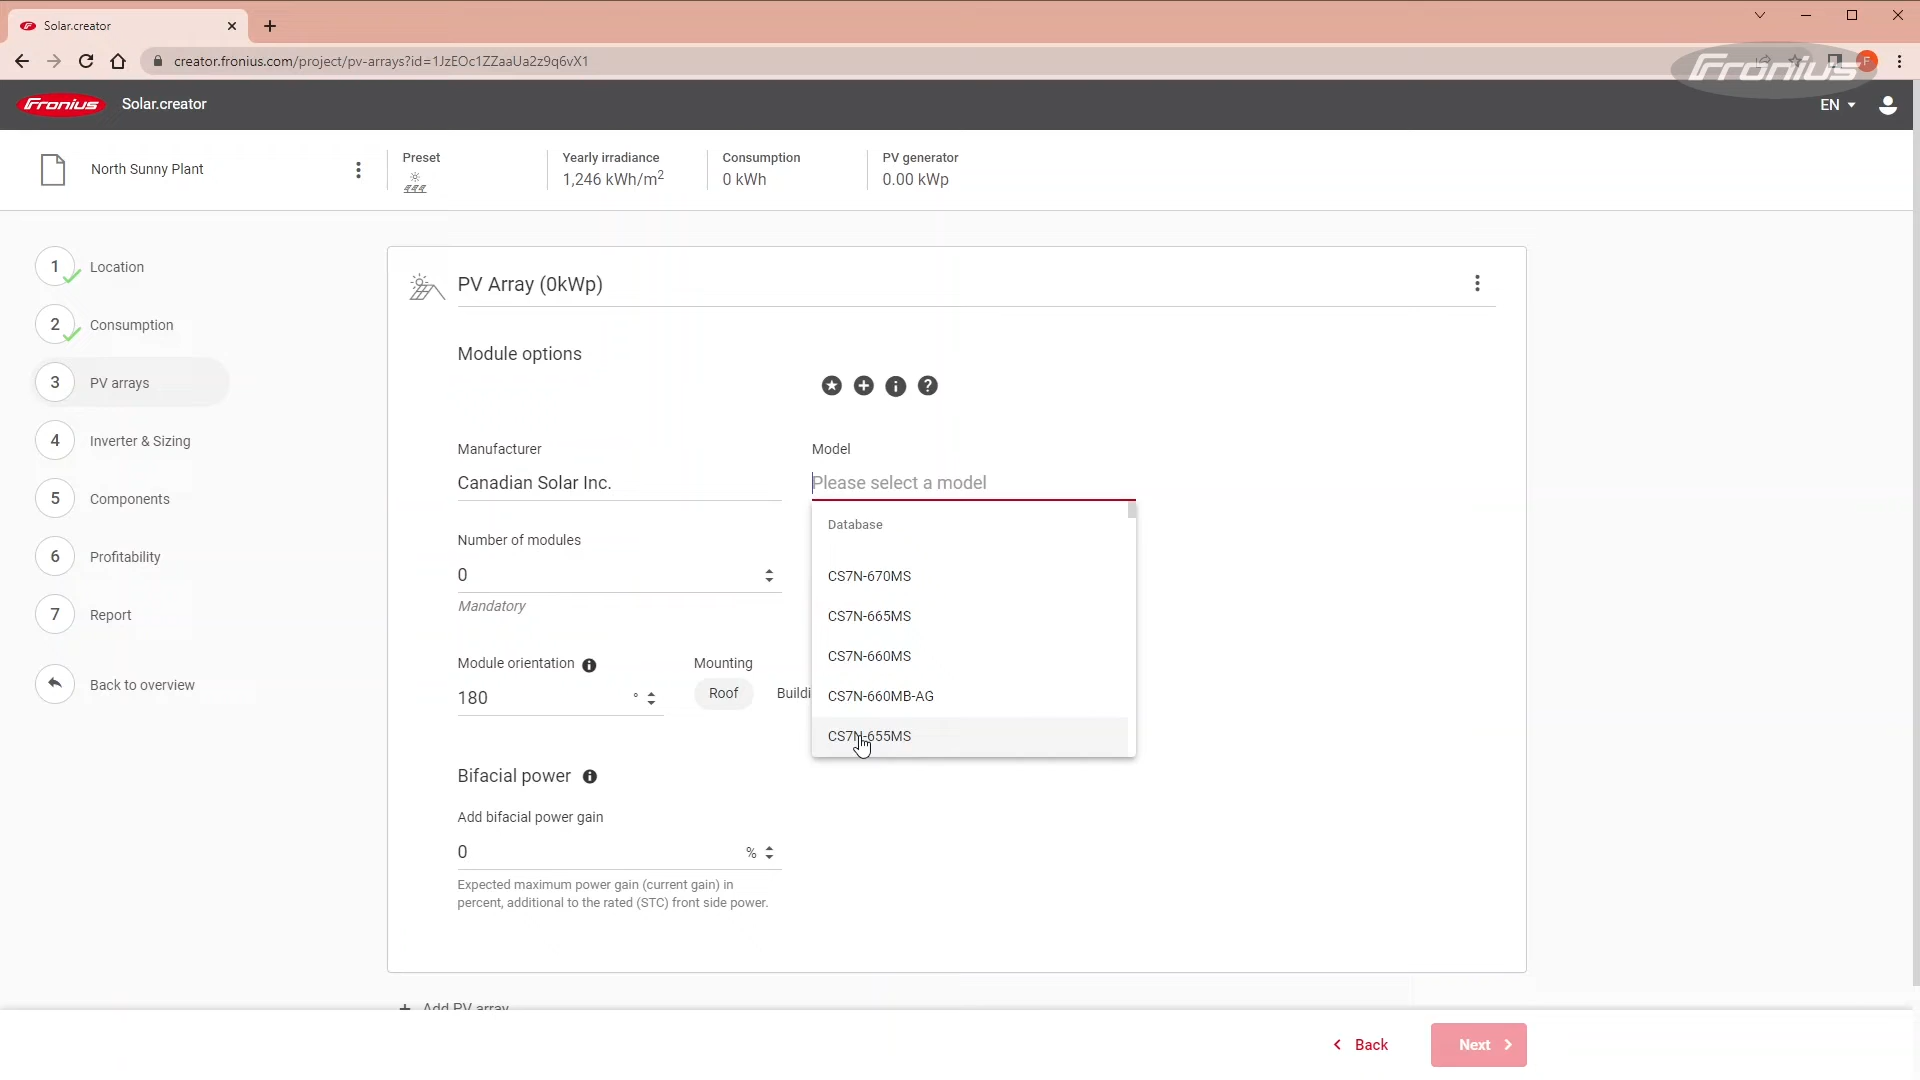 Solar.creator
creator.fronius.com/project/pv-arrays?id=1JzEOc1ZZaaUa2z9q6vX1
F
Fronius
Fronius
Solar.creator
EN
North Sunny Plant
Preset
Yearly irradiance
1,246 kWh/m2
Consumption
0 kWh
PV generator
0.00 kWp
1 Location
2 Consumption
3 PV arrays
4 Inverter & Sizing
5 Components
6 Profitability
7 Report
Back to overview
PV Array (0kWp)
Module options
Manufacturer
Canadian Solar Inc.
Model
Please select a model
Database
CS7N-670MS
CS7N-665MS
CS7N-660MS
CS7N-660MB-AG
CS7N-655MS
Number of modules
0
Mandatory
Module orientation
180 °
Mounting
Roof
Buildi
Bifacial power
Add bifacial power gain
0 %
Expected maximum power gain (current gain) in
percent, additional to the rated (STC) front side power.
+ Add PV array
Back
Next